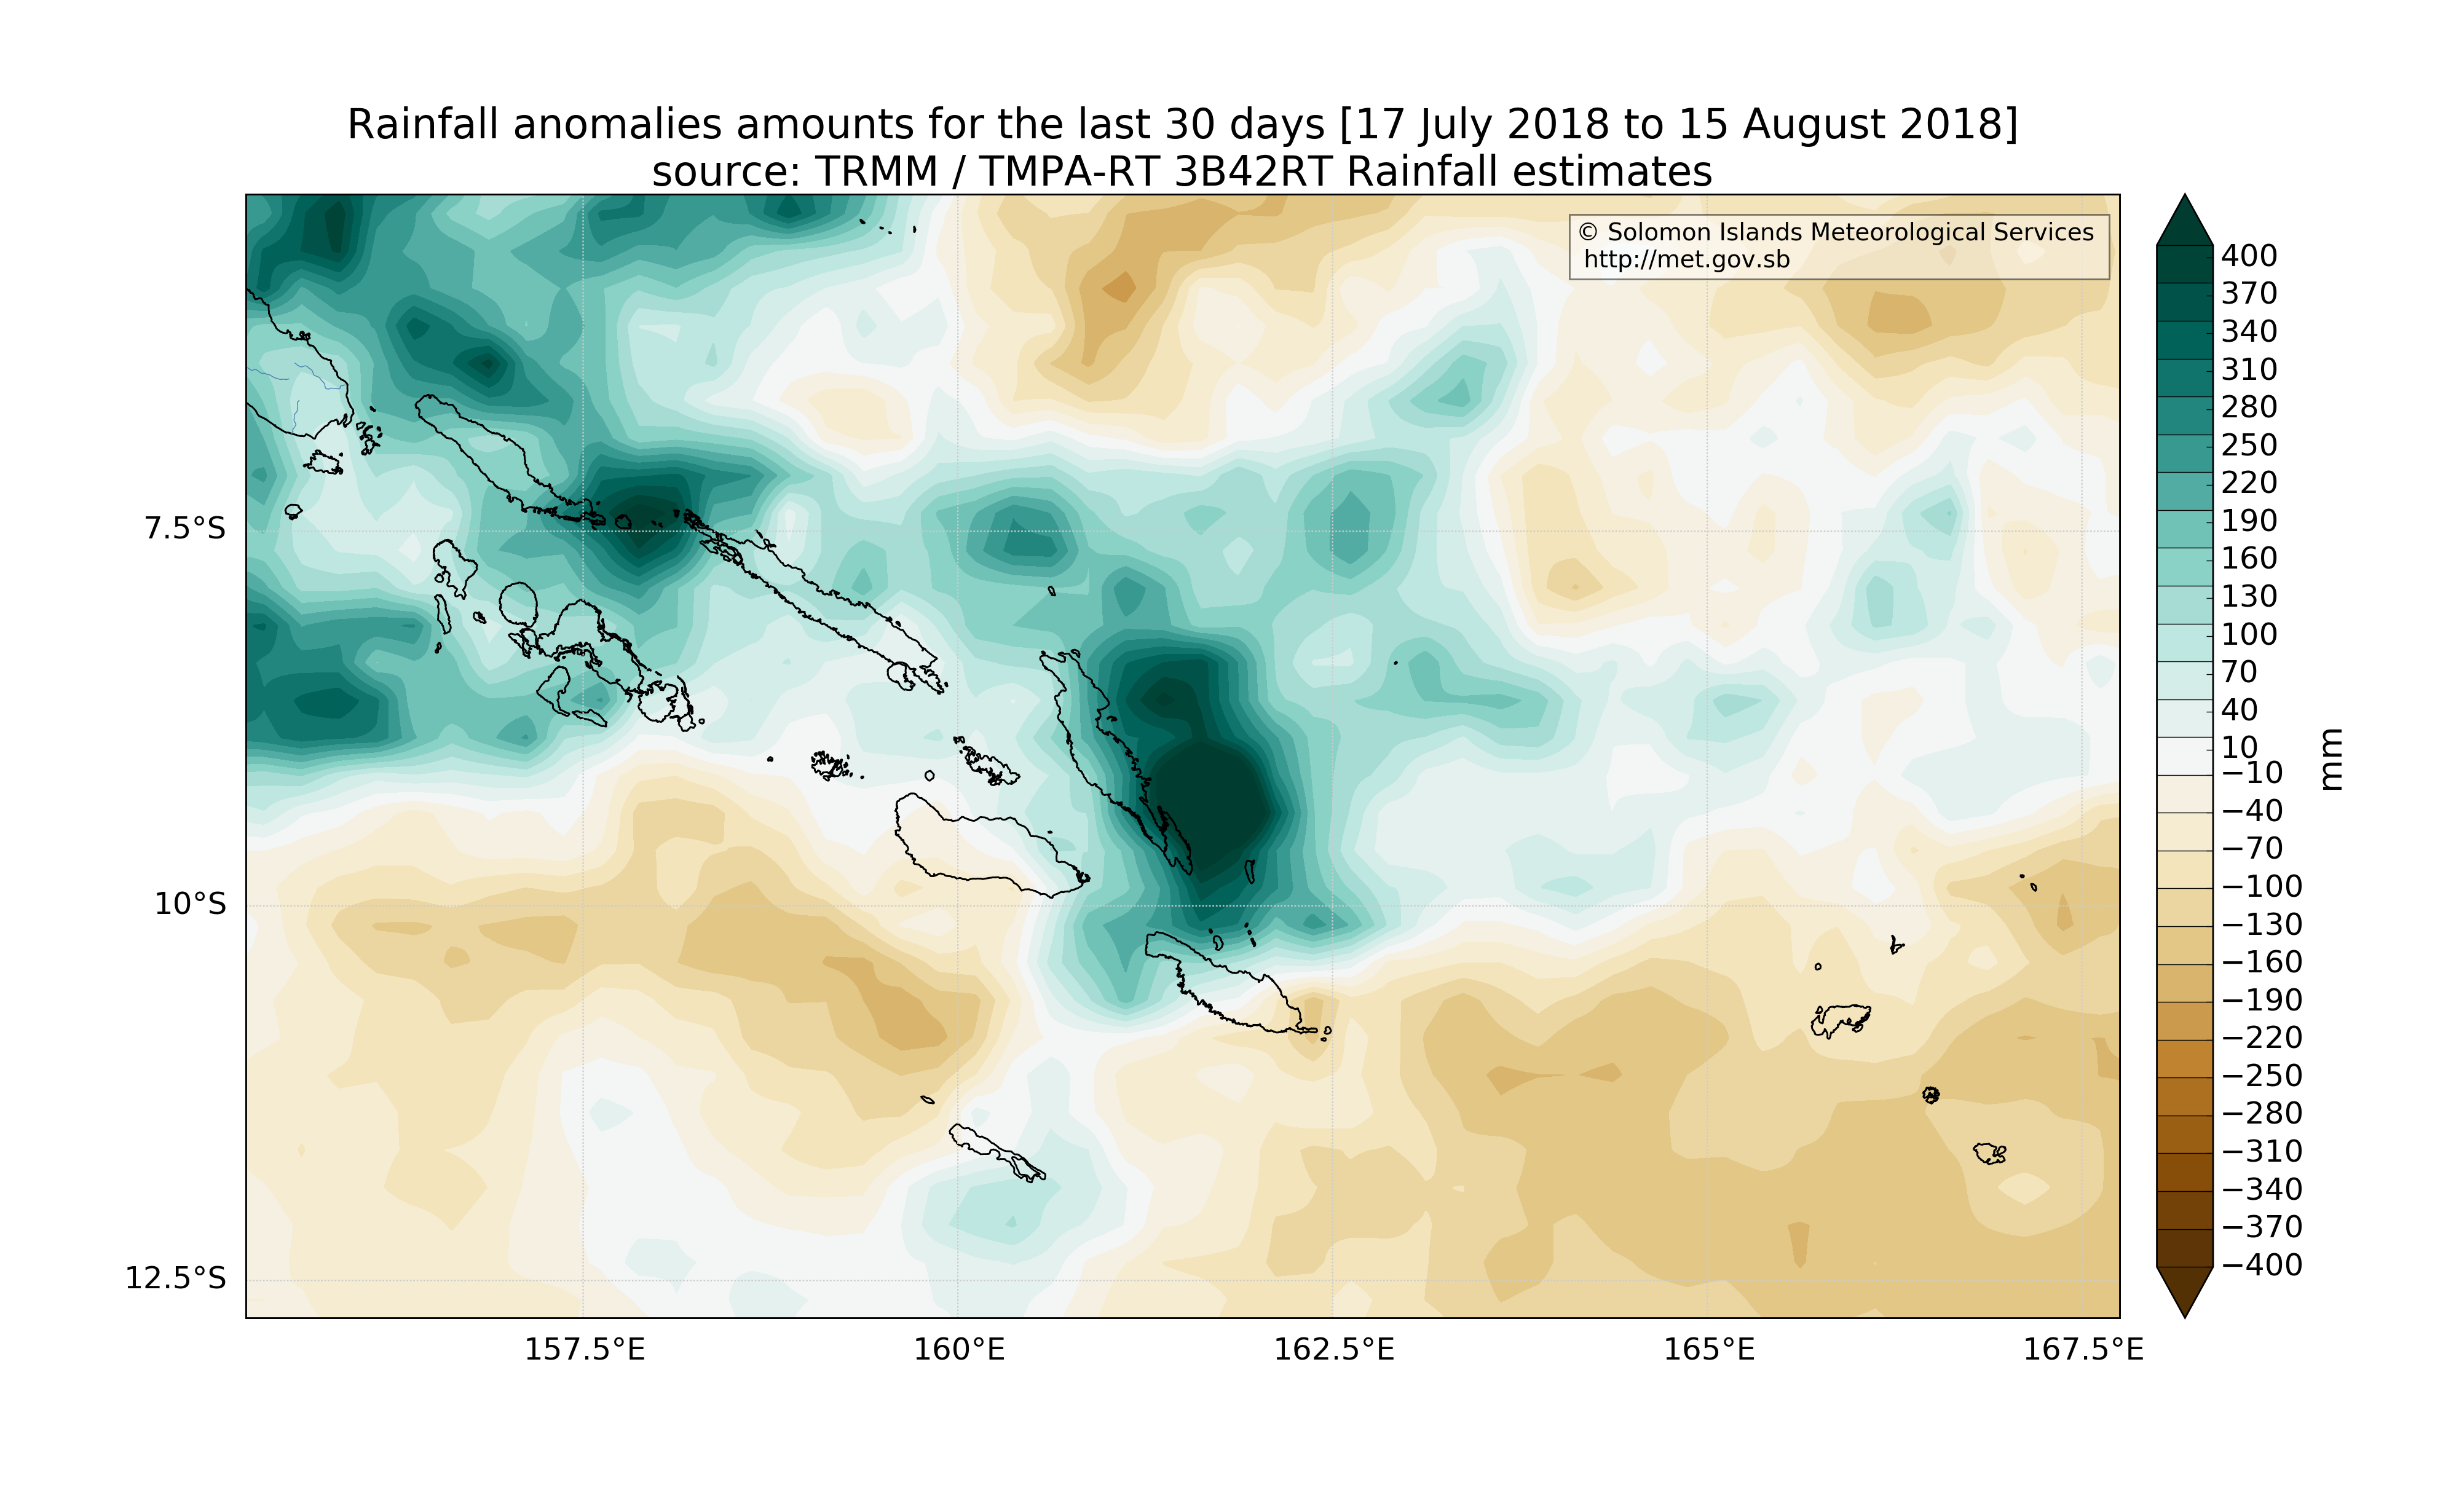 Rainfall anomalies amounts for the last 30 days [17 July 2018 to 15 August 2018]
source: TRMM / TMPA-RT 3B42RT Rainfall estimates
© Solomon Islands Meteorological Services
http://met.gov.sb
7.5°S
10°S
12.5°S
157.5°E
160°E
162.5°E
165°E
167.5°E
400
370
340
310
280
250
220
190
160
130
100
70
40
10
−10
−40
−70
−100
−130
−160
−190
−220
−250
−280
−310
−340
−370
−400
mm